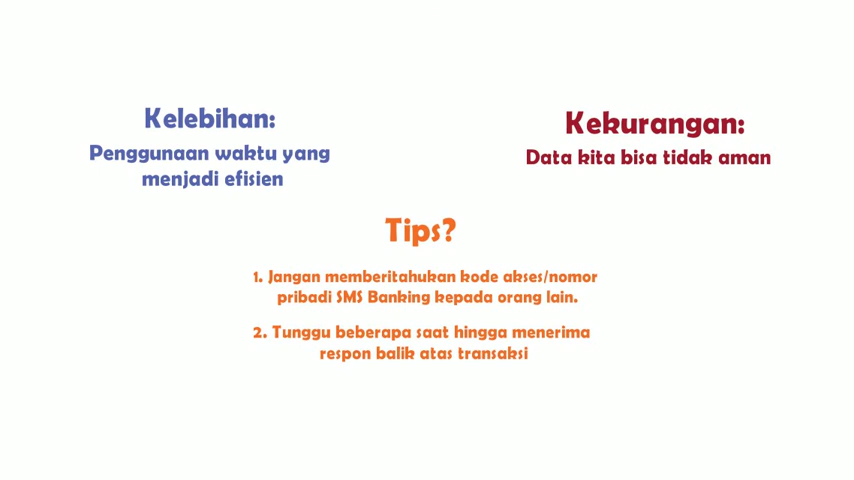 Kelebihan:
Penggunaan waktu yang
menjadi efisien
Kekurangan:
Data kita bisa tidak aman
Tips?
1. Jangan memberitahukan kode akses/nomor
pribadi SMS Banking kepada orang lain.
2. Tunggu beberapa saat hingga menerima
respon balik atas transaksi